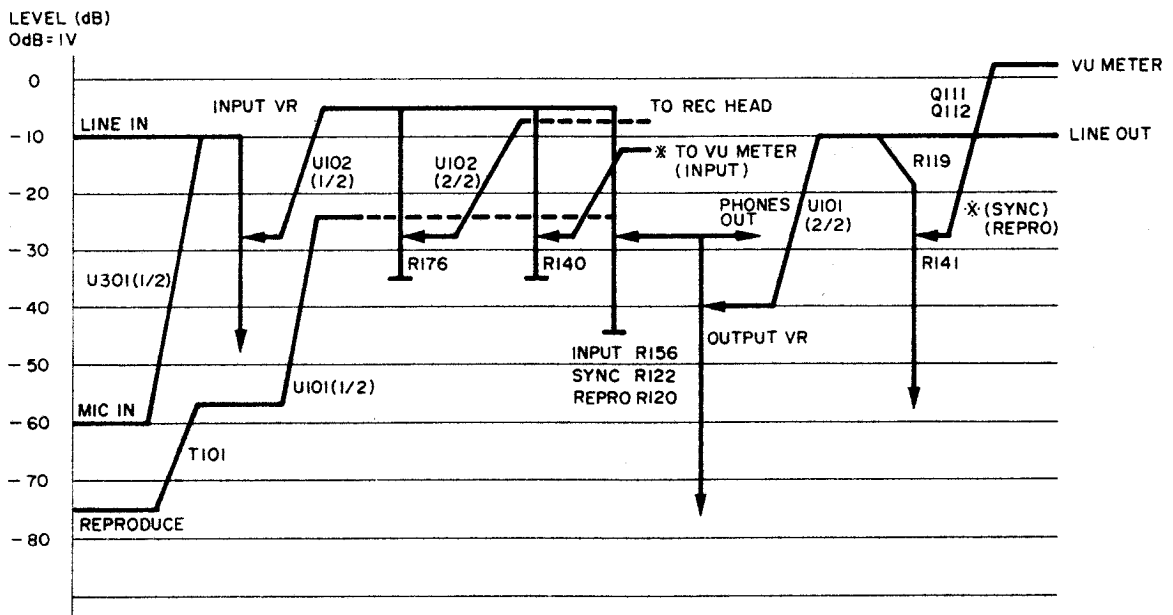 LEVEL (dB)
0dB = 1V
0
-10
-20
-30
-40
-50
-60
-70
-80
LINE IN
MIC IN
REPRODUCE
U301(1/2)
T101
INPUT VR
U102
(1/2)
U101(1/2)
R176
U102
(2/2)
TO REC HEAD
※ TO VU METER
(INPUT)
R140
INPUT R156
SYNC R122
REPRO R120
PHONES
OUT
OUTPUT VR
U101
(2/2)
R119
※ (SYNC)
(REPRO)
R141
Q111
Q112
VU METER
LINE OUT